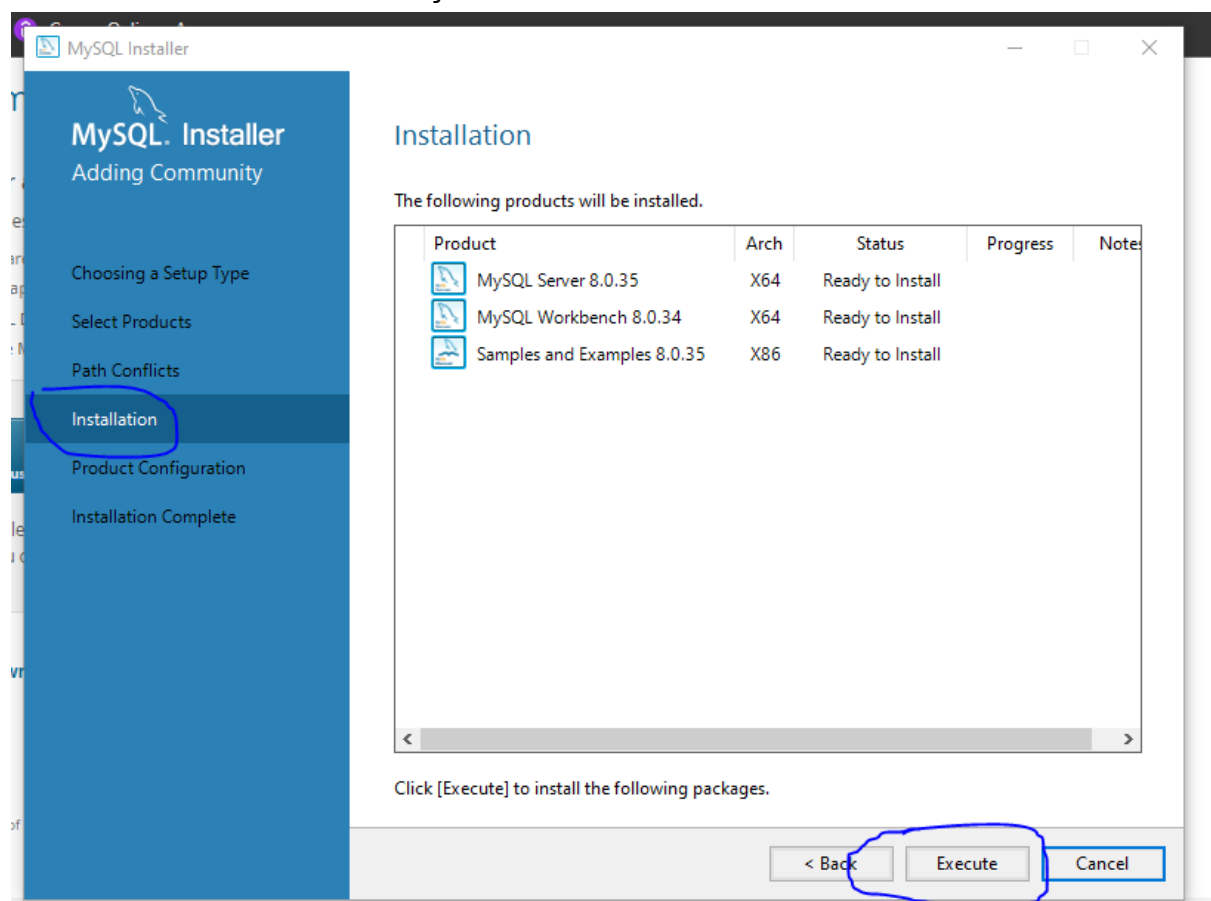 MySQL Installer
MySQL. Installer
Adding Community
Choosing a Setup Type
Select Products
Path Conflicts
Installation
Product Configuration
Installation Complete
Installation
The following products will be installed.
Product Arch Status Progress Notes
MySQL Server 8.0.35 X64 Ready to Install
MySQL Workbench 8.0.34 X64 Ready to Install
Samples and Examples 8.0.35 X86 Ready to Install
Click [Execute] to install the following packages.
< Back Execute Cancel